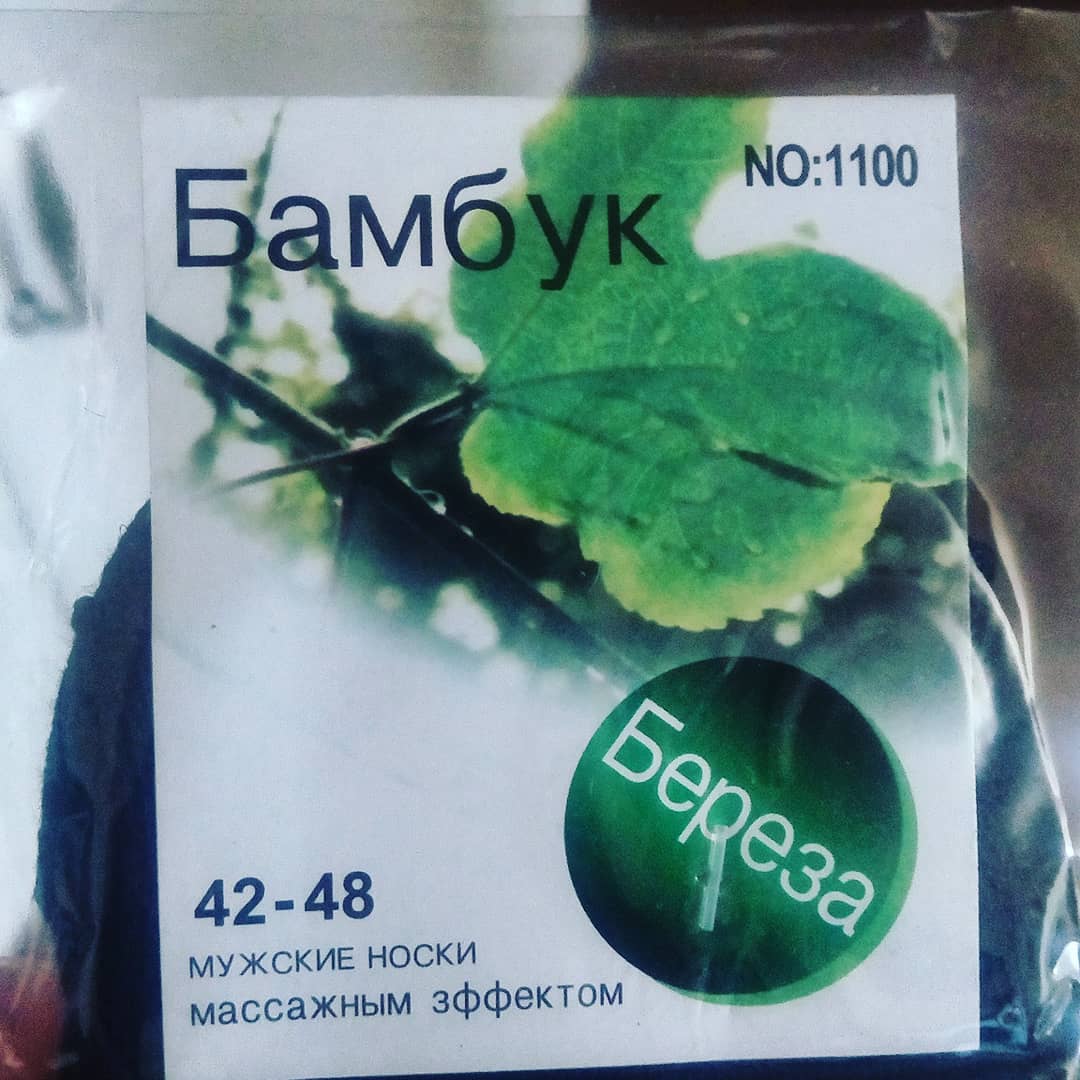 Бамбук
NO:1100
Береза
42-48
МУЖСКИЕ НОСКИ
массажным зффектом